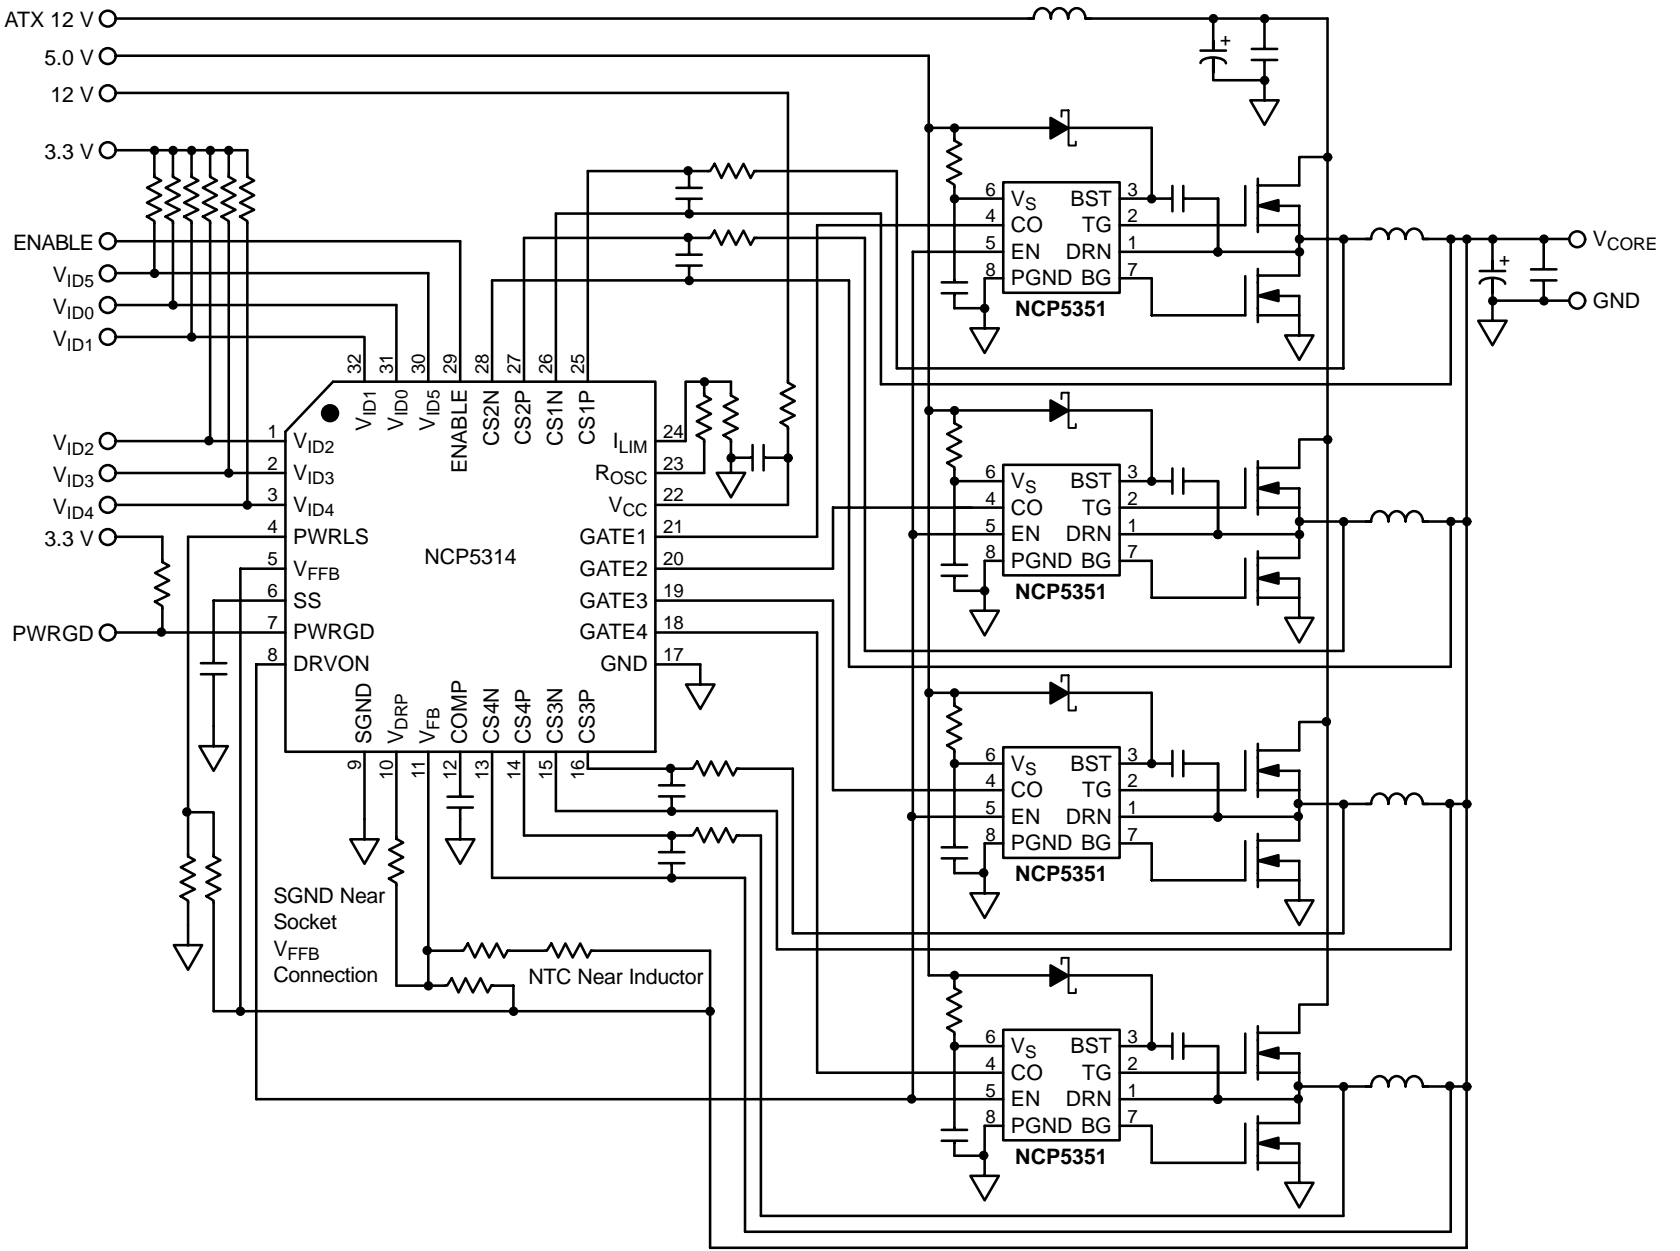 ATX 12 V
5.0 V
12 V
3.3 V
ENABLE
VID5
VID0
VID1
VID2
VID3
VID4
3.3 V
PWRGD
32 31 30 29 28 27 26 25
VID1 VID0 VID5 ENABLE CS2N CS2P CS1N CS1P
1 VID2
2 VID3
3 VID4
4 PWRLS
5 VFFB
6 SS
7 PWRGD
8 DRVON
NCP5314
ILIM 24
ROSC 23
VCC 22
GATE1 21
GATE2 20
GATE3 19
GATE4 18
GND 17
SGND VDRP VFB COMP CS4N CS4P CS3N CS3P
9 10 11 12 13 14 15 16
SGND Near
Socket
VFFB
Connection
NTC Near Inductor
6 VS BST 3
4 CO TG 2
5 EN DRN 1
8 PGND BG 7
NCP5351
+
+
VCORE
GND
6 VS BST 3
4 CO TG 2
5 EN DRN 1
8 PGND BG 7
NCP5351
6 VS BST 3
4 CO TG 2
5 EN DRN 1
8 PGND BG 7
NCP5351
6 VS BST 3
4 CO TG 2
5 EN DRN 1
8 PGND BG 7
NCP5351